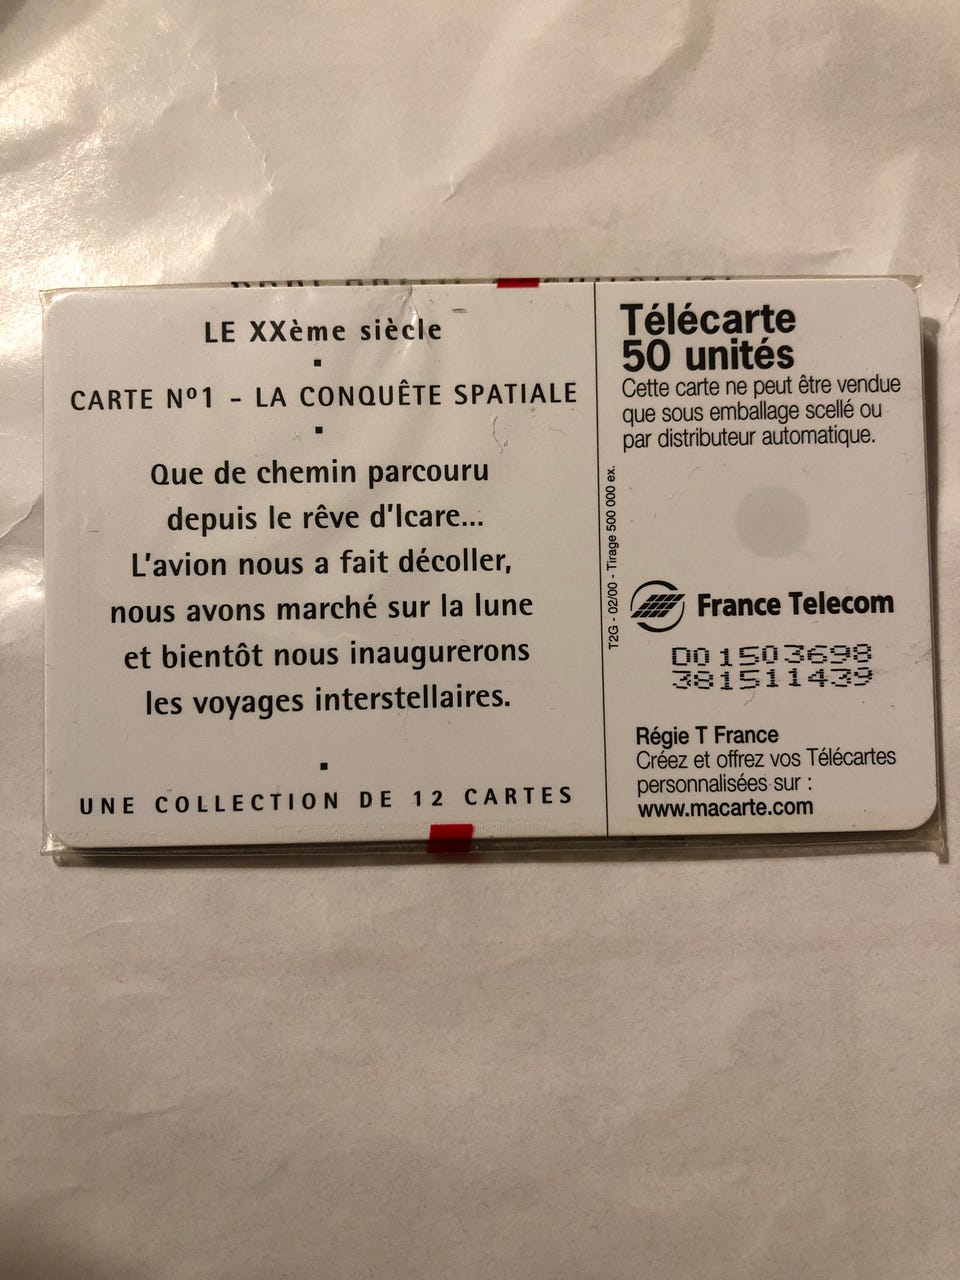 LE XXème siècle
CARTE Nº1 - LA CONQUÊTE SPATIALE
Que de chemin parcouru
depuis le rêve d'Icare...
L'avion nous a fait décoller,
nous avons marché sur la lune
et bientôt nous inaugurerons
les voyages interstellaires.
UNE COLLECTION DE 12 CARTES
T2G - 02/00 - Tirage 500 000 ex.
Télécarte
50 unités
Cette carte ne peut être vendue
que sous emballage scellé ou
par distributeur automatique.
France Telecom
D01503698
381511439
Régie T France
Créez et offrez vos Télécartes
personnalisées sur :
www.macarte.com